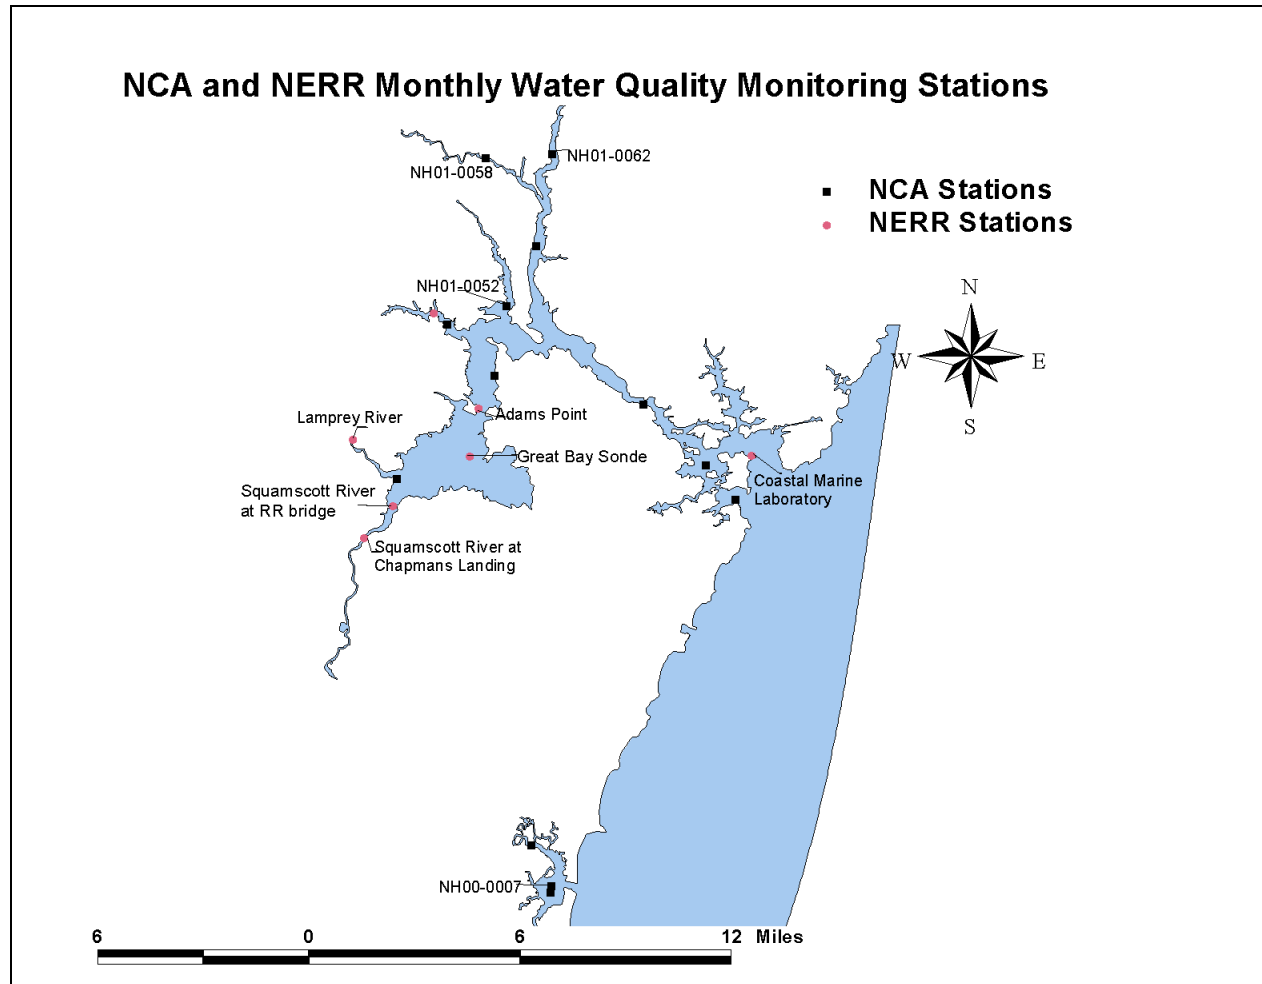 NCA and NERR Monthly Water Quality Monitoring Stations
NH01-0062
NH01-0058
NCA Stations
NERR Stations
NH01-0052
N
W
E
S
Adams Point
Lamprey River
Great Bay Sonde
Coastal Marine
Laboratory
Squamscott River
at RR bridge
Squamscott River at
Chapmans Landing
NH00-0007
6 0 6 12 Miles